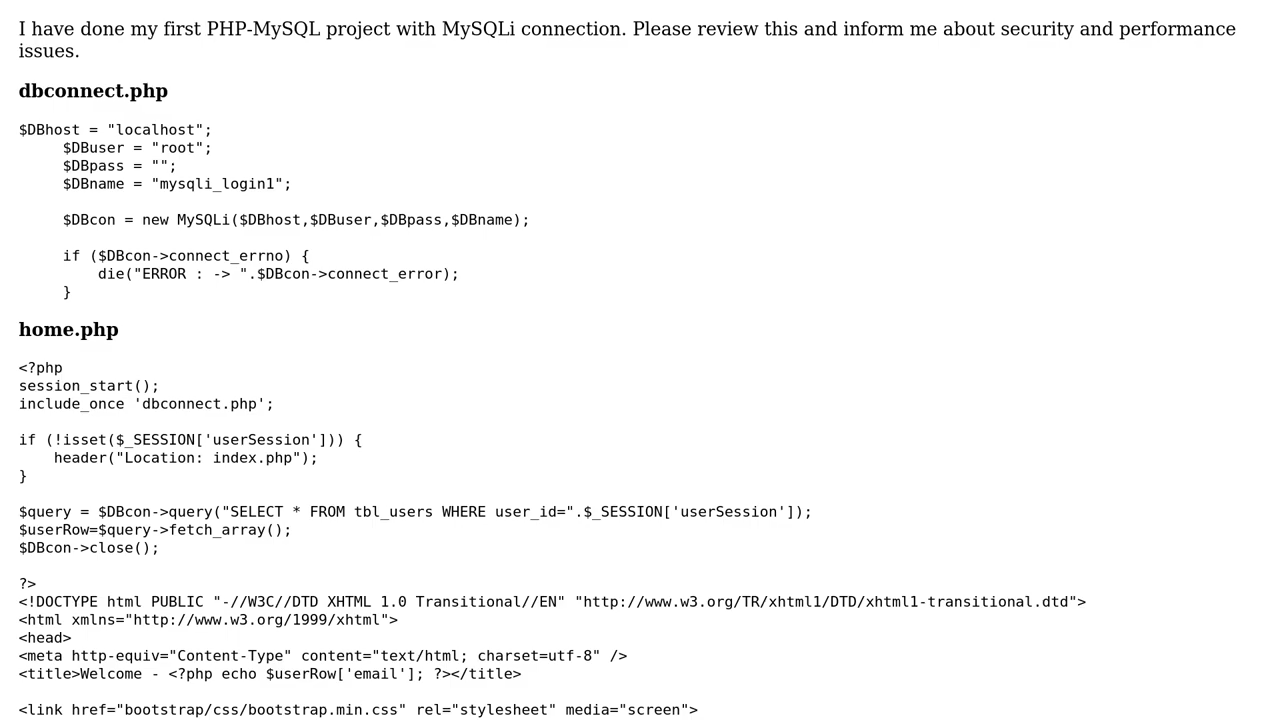 I have done my first PHP-MySQL project with MySQLi connection. Please review this and inform me about security and performance
issues.
dbconnect.php
$DBhost = "localhost";
     $DBuser = "root";
     $DBpass = "";
     $DBname = "mysqli_login1";

     $DBcon = new MySQLi($DBhost,$DBuser,$DBpass,$DBname);

     if ($DBcon->connect_errno) {
         die("ERROR : -> ".$DBcon->connect_error);
     }
home.php
<?php
session_start();
include_once 'dbconnect.php';

if (!isset($_SESSION['userSession'])) {
    header("Location: index.php");
}

$query = $DBcon->query("SELECT * FROM tbl_users WHERE user_id=".$_SESSION['userSession']);
$userRow=$query->fetch_array();
$DBcon->close();

?>
<!DOCTYPE html PUBLIC "-//W3C//DTD XHTML 1.0 Transitional//EN" "http://www.w3.org/TR/xhtml1/DTD/xhtml1-transitional.dtd">
<html xmlns="http://www.w3.org/1999/xhtml">
<head>
<meta http-equiv="Content-Type" content="text/html; charset=utf-8" />
<title>Welcome - <?php echo $userRow['email']; ?></title>

<link href="bootstrap/css/bootstrap.min.css" rel="stylesheet" media="screen">